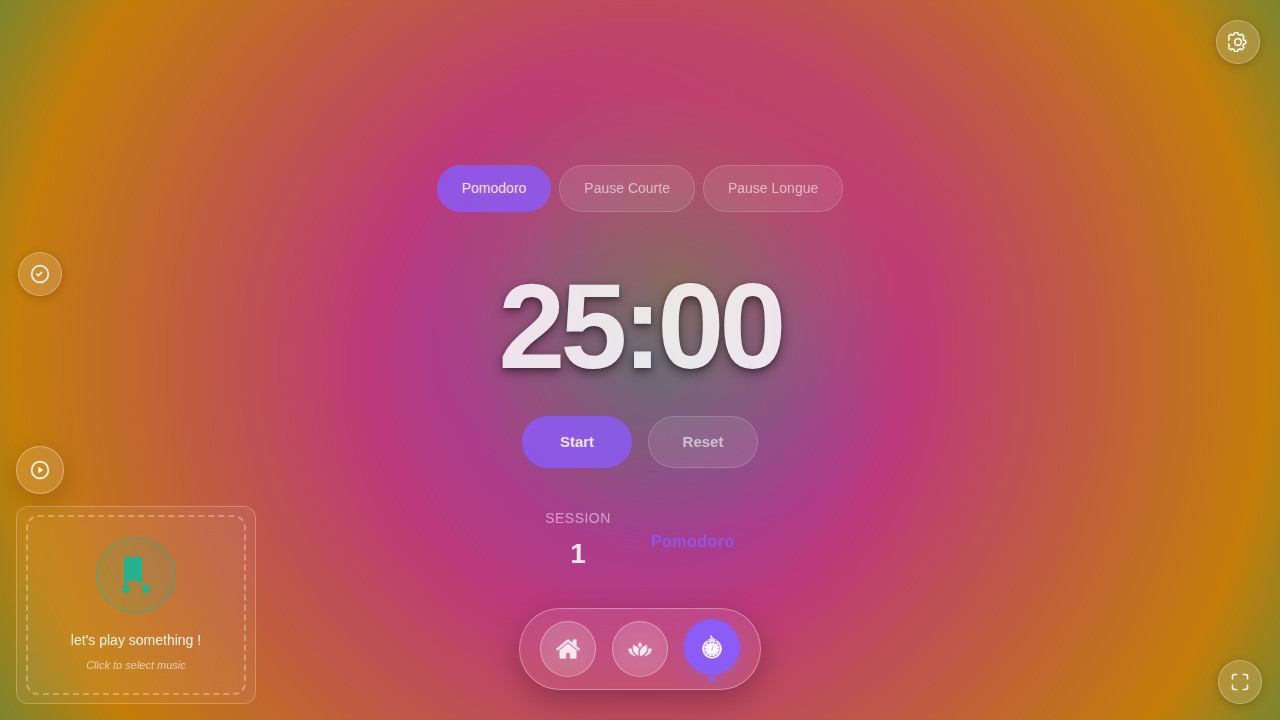 Pomodoro
Pause Courte
Pause Longue
25:00
Start
Reset
SESSION
1
Pomodoro
let's play something !
Click to select music